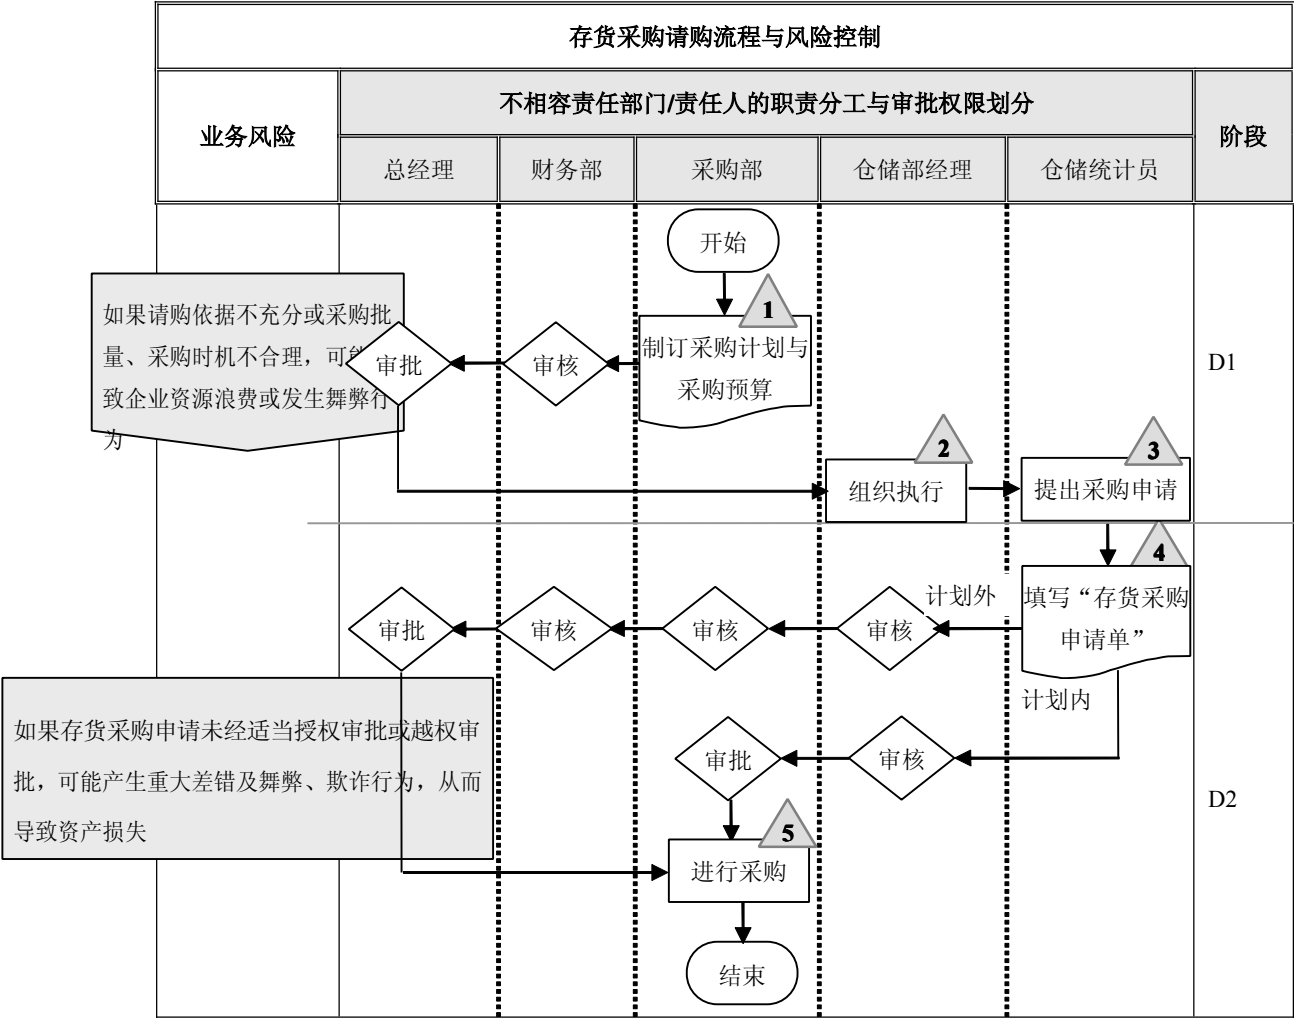 存货采购请购流程与风险控制
业务风险
不相容责任部门/责任人的职责分工与审批权限划分
阶段
总经理
财务部
采购部
仓储部经理
仓储统计员
开始
如果请购依据不充分或采购批
量、采购时机不合理，可能
致企业资源浪费或发生舞弊行
为
审批
审核
1
制订采购计划与
采购预算
D1
2
组织执行
3
提出采购申请
4
填写“存货采购
申请单”
计划外
审批
审核
审核
审核
计划内
如果存货采购申请未经适当授权审批或越权审
批，可能产生重大差错及舞弊、欺诈行为，从而
导致资产损失
审批
审核
D2
5
进行采购
结束